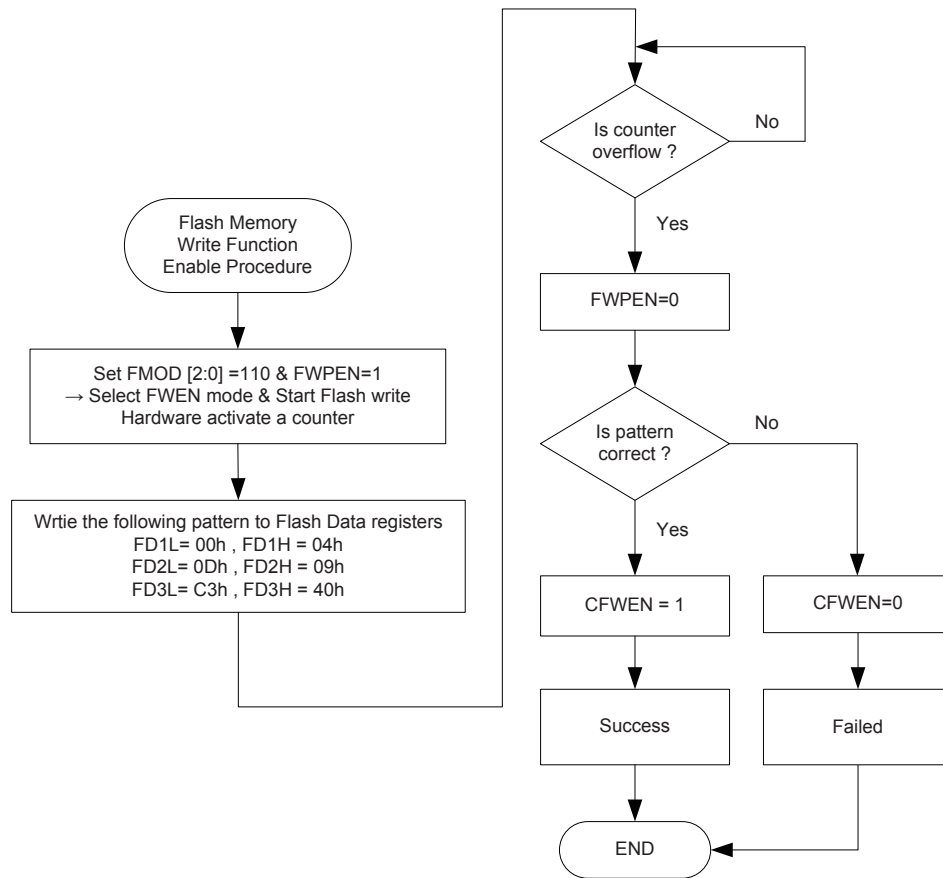 Flash Memory
Write Function
Enable Procedure
Set FMOD [2:0] =110 & FWPEN=1
→ Select FWEN mode & Start Flash write
Hardware activate a counter
Wrtie the following pattern to Flash Data registers
FD1L= 00h , FD1H = 04h
FD2L= 0Dh , FD2H = 09h
FD3L= C3h , FD3H = 40h
Is counter
overflow ?
No
Yes
FWPEN=0
Is pattern
correct ?
No
Yes
CFWEN = 1
CFWEN=0
Success
Failed
END